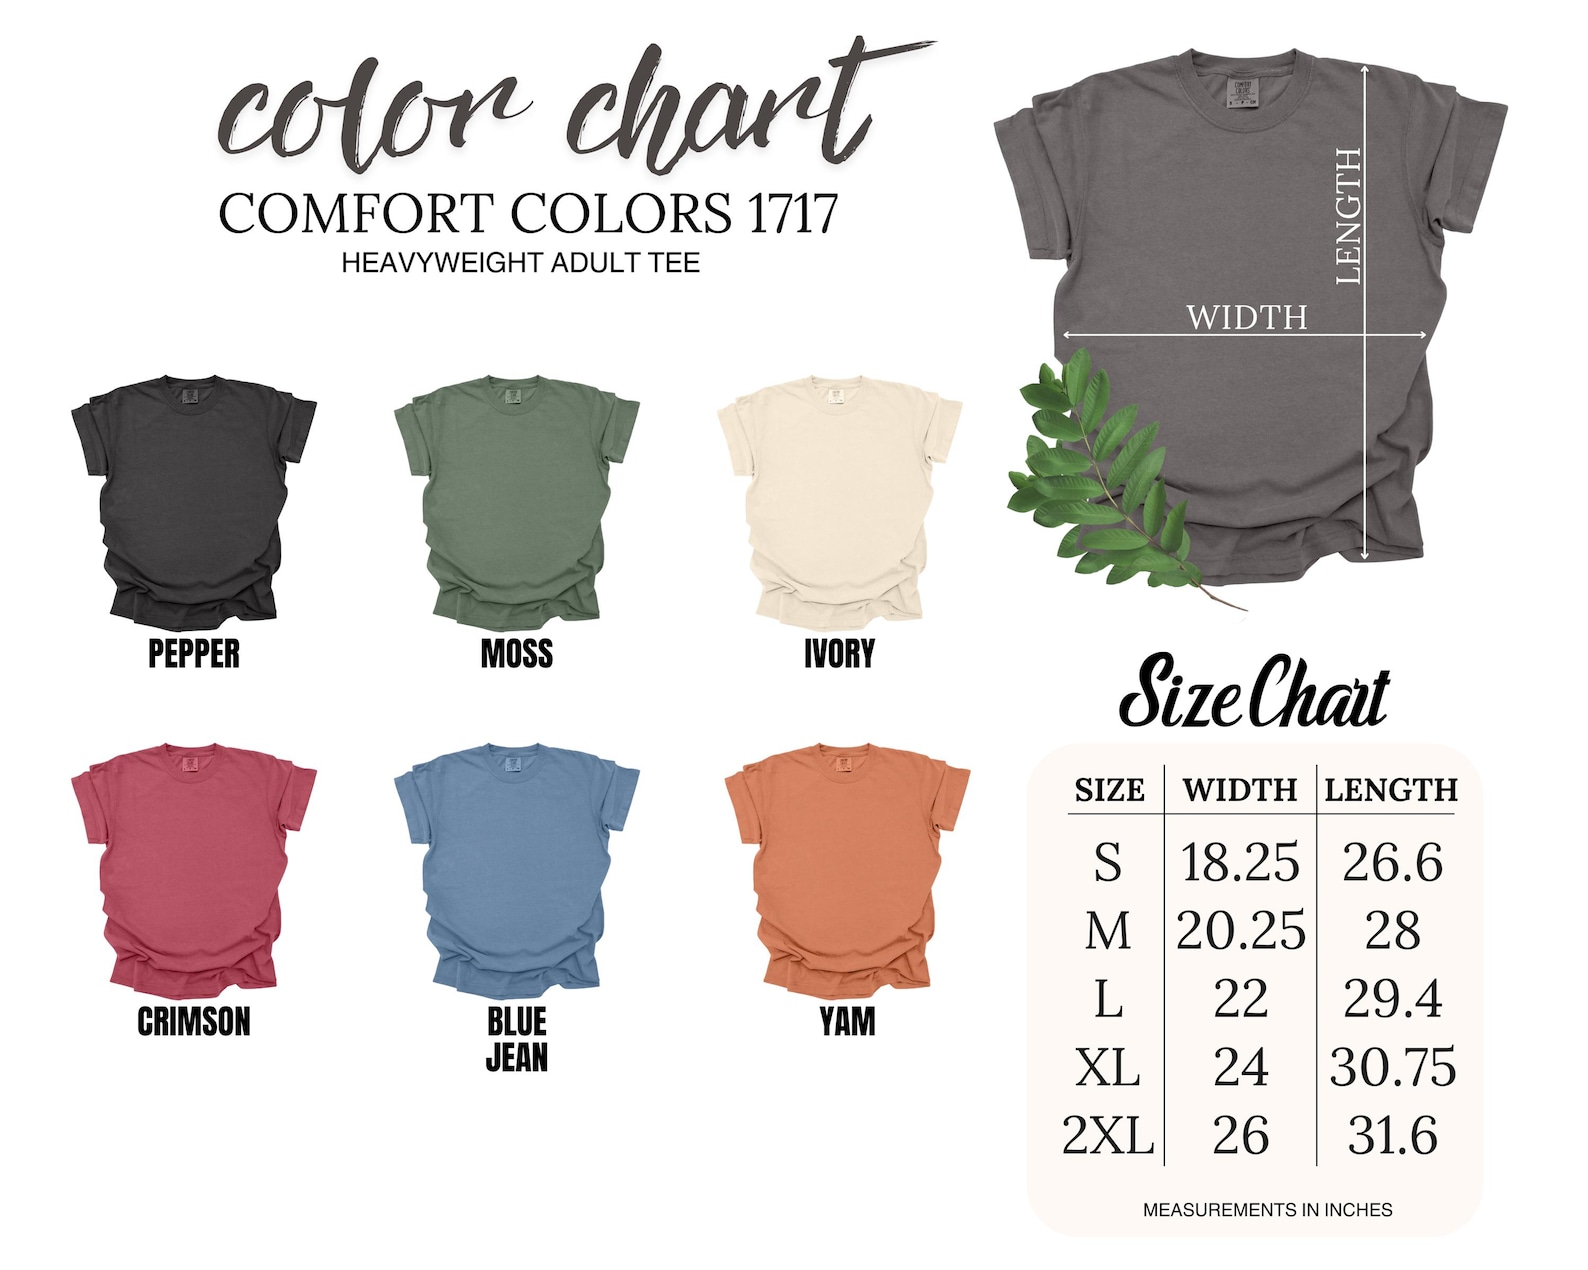 color chart
COMFORT COLORS 1717
HEAVYWEIGHT ADULT TEE
PEPPER
MOSS
IVORY
CRIMSON
BLUE
JEAN
YAM
COMFORT
COLORS
LENGTH
WIDTH
Size Chart
SIZE WIDTH LENGTH
S 18.25 26.6
M 20.25 28
L 22 29.4
XL 24 30.75
2XL 26 31.6
MEASUREMENTS IN INCHES